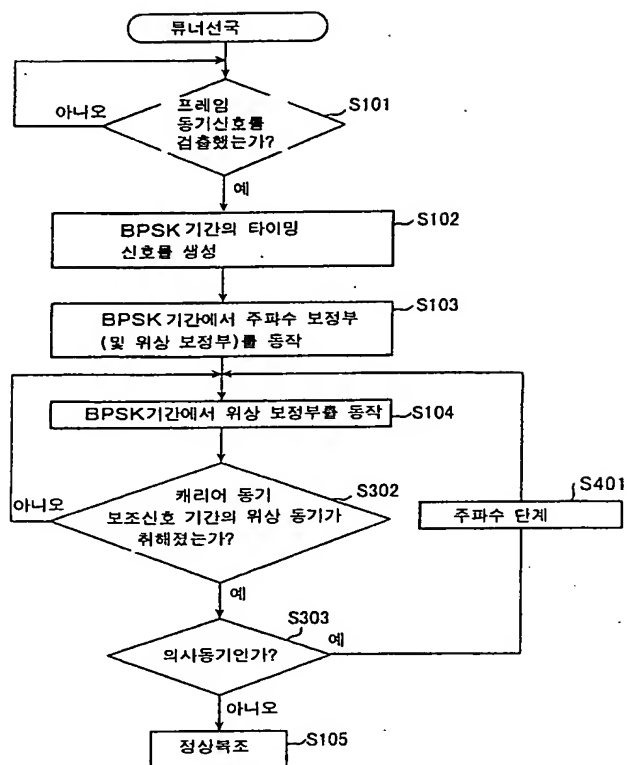 튜너선국
프레임
동기신호를
검출했는가?
S101
아니오
예
BPSK 기간의 타이밍
신호를 생성
S102
BPSK 기간에서 주파수 보정부
(및 위상 보정부)를 동작
S103
BPSK기간에서 위상 보정부를 동작
S104
캐리어 동기
보조신호 기간의 위상 동기가
취해졌는가?
S302
아니오
예
주파수 단계
S401
의사동기인가?
S303
예
아니오
정상복조
S105